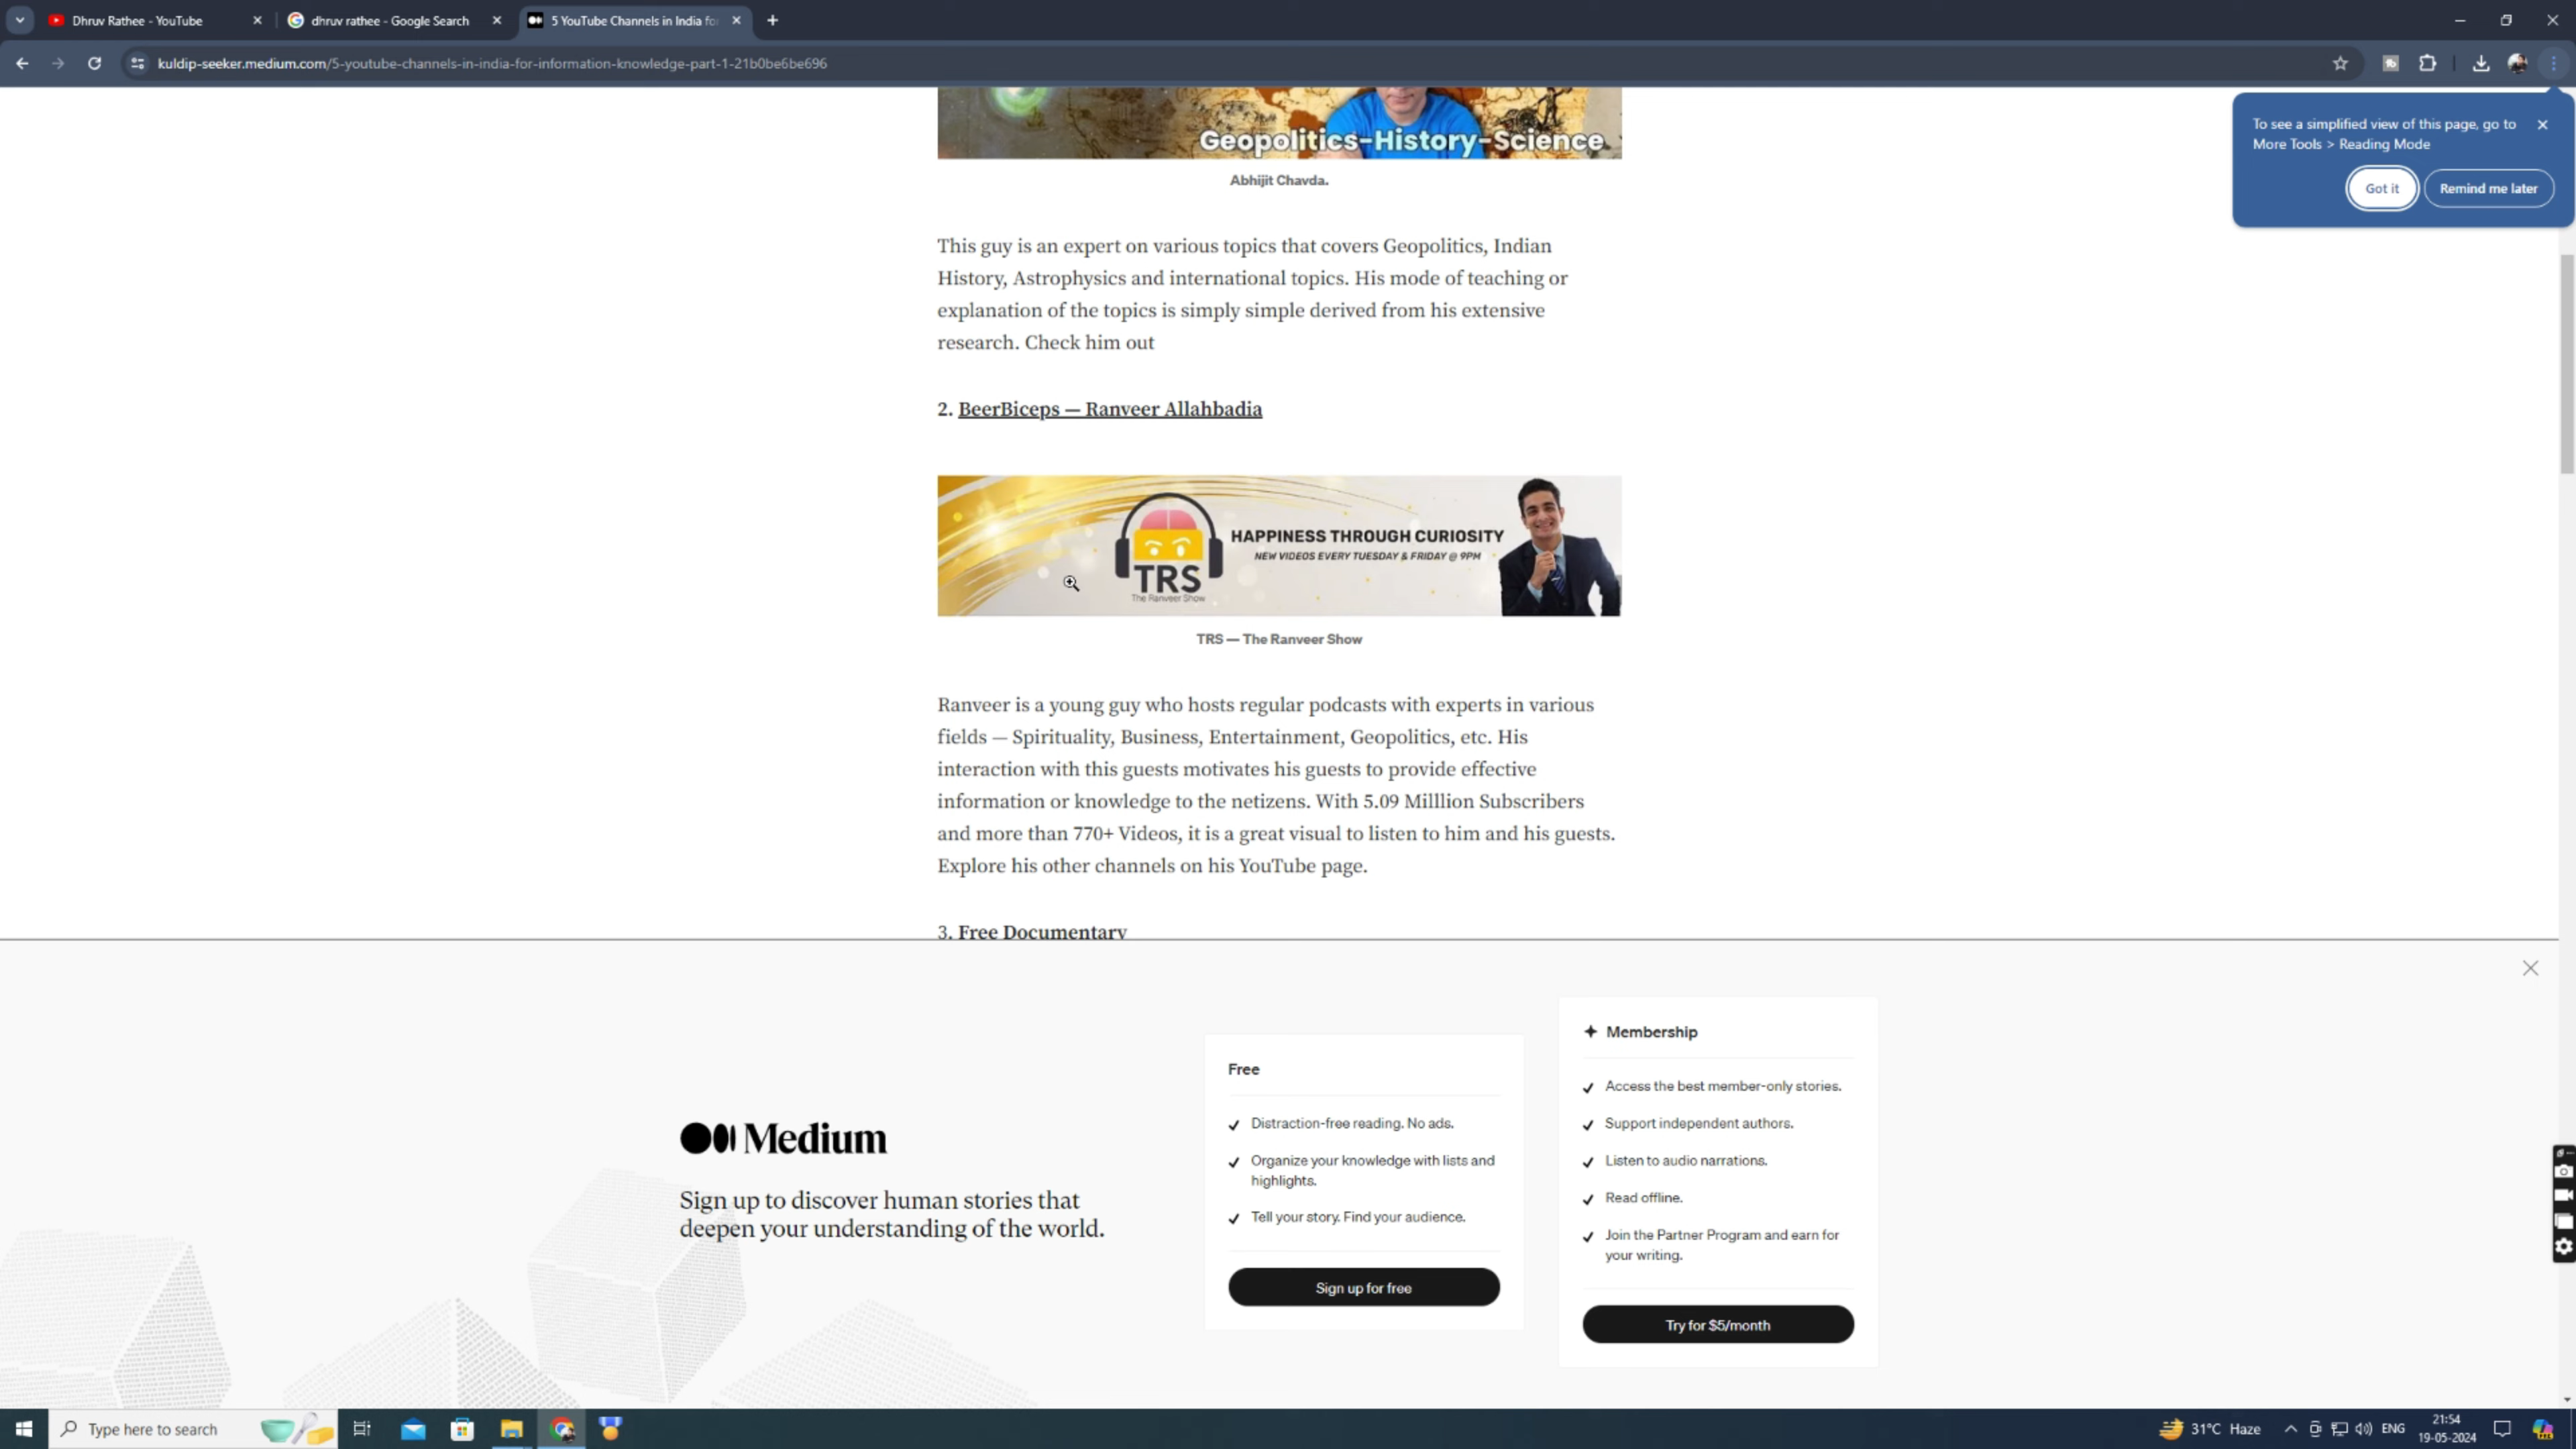 Dhruv Rathee - YouTube
dhruv rathee - Google Search
5 YouTube Channels in India for
kuldip-seeker.medium.com/5-youtube-channels-in-india-for-information-knowledge-part-1-21b0be6be696
To see a simplified view of this page, go to
More Tools > Reading Mode
Got it
Remind me later
Geopolitics-History-Science
Abhijit Chavda.
This guy is an expert on various topics that covers Geopolitics, Indian
History, Astrophysics and international topics. His mode of teaching or
explanation of the topics is simply simple derived from his extensive
research. Check him out
2. BeerBiceps — Ranveer Allahbadia
HAPPINESS THROUGH CURIOSITY
NEW VIDEOS EVERY TUESDAY & FRIDAY @ 9PM
TRS
The Ranveer Show
TRS — The Ranveer Show
Ranveer is a young guy who hosts regular podcasts with experts in various
fields — Spirituality, Business, Entertainment, Geopolitics, etc. His
interaction with this guests motivates his guests to provide effective
information or knowledge to the netizens. With 5.09 Milllion Subscribers
and more than 770+ Videos, it is a great visual to listen to him and his guests.
Explore his other channels on his YouTube page.
3. Free Documentary
Medium
Sign up to discover human stories that
deepen your understanding of the world.
Free
Distraction-free reading. No ads.
Organize your knowledge with lists and
highlights.
Tell your story. Find your audience.
Sign up for free
Membership
Access the best member-only stories.
Support independent authors.
Listen to audio narrations.
Read offline.
Join the Partner Program and earn for
your writing.
Try for $5/month
Type here to search
31°C Haze
ENG
21:54
19-05-2024